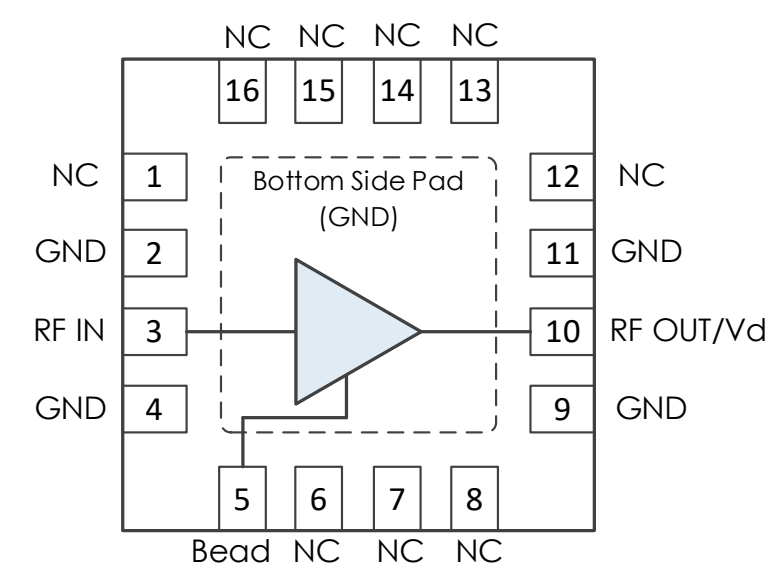 NC NC NC NC
16 15 14 13
NC 1 Bottom Side Pad 12 NC
(GND)
GND 2 11 GND
RF IN 3 10 RF OUT/Vd
GND 4 9 GND
5 6 7 8
Bead NC NC NC